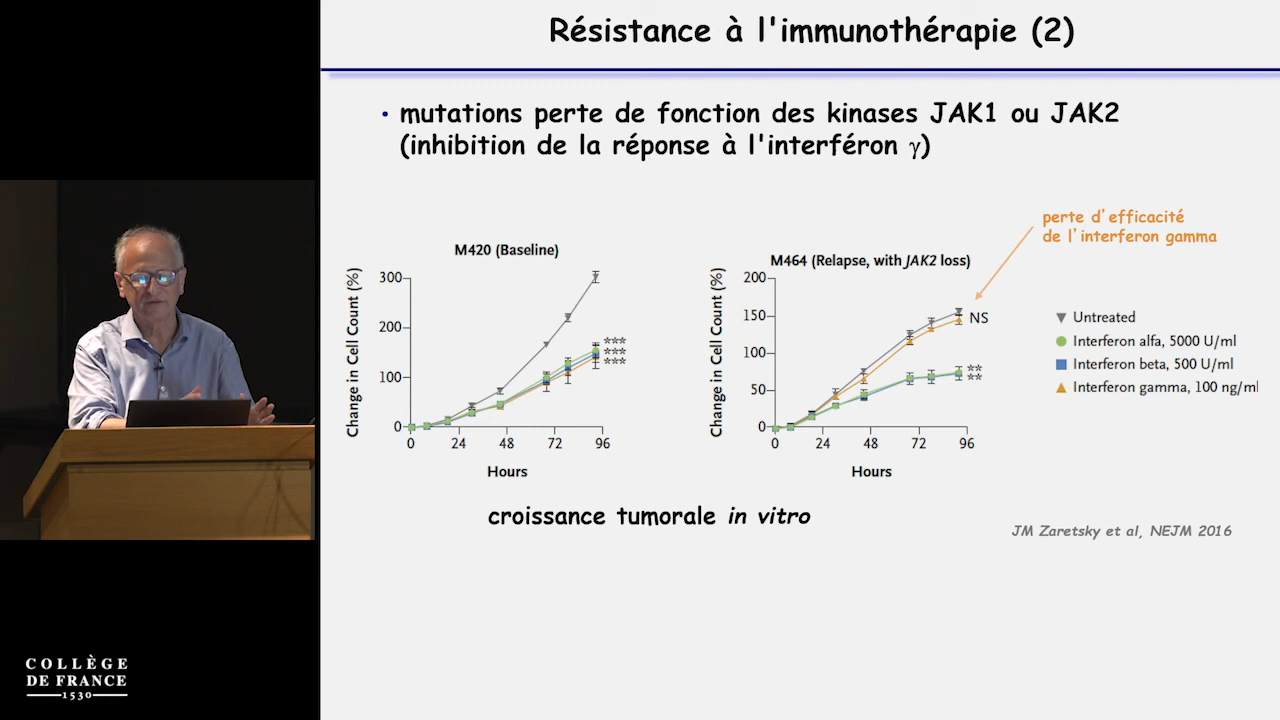 Résistance à l'immunothérapie (2)
• mutations perte de fonction des kinases JAK1 ou JAK2
(inhibition de la réponse à l'interféron γ)
perte d'efficacité
de l'interferon gamma
M420 (Baseline)
Change in Cell Count (%)
300
200
100
0
0 24 48 72 96
Hours
***
***
***
M464 (Relapse, with JAK2 loss)
Change in Cell Count (%)
200
150
100
50
0
0 24 48 72 96
Hours
NS
**
**
Untreated
Interferon alfa, 5000 U/ml
Interferon beta, 500 U/ml
Interferon gamma, 100 ng/ml
croissance tumorale in vitro
JM Zaretsky et al, NEJM 2016
COLLÈGE
DE FRANCE
1530